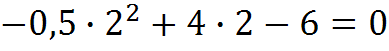 −0,5 · 2² + 4 · 2 − 6 = 0